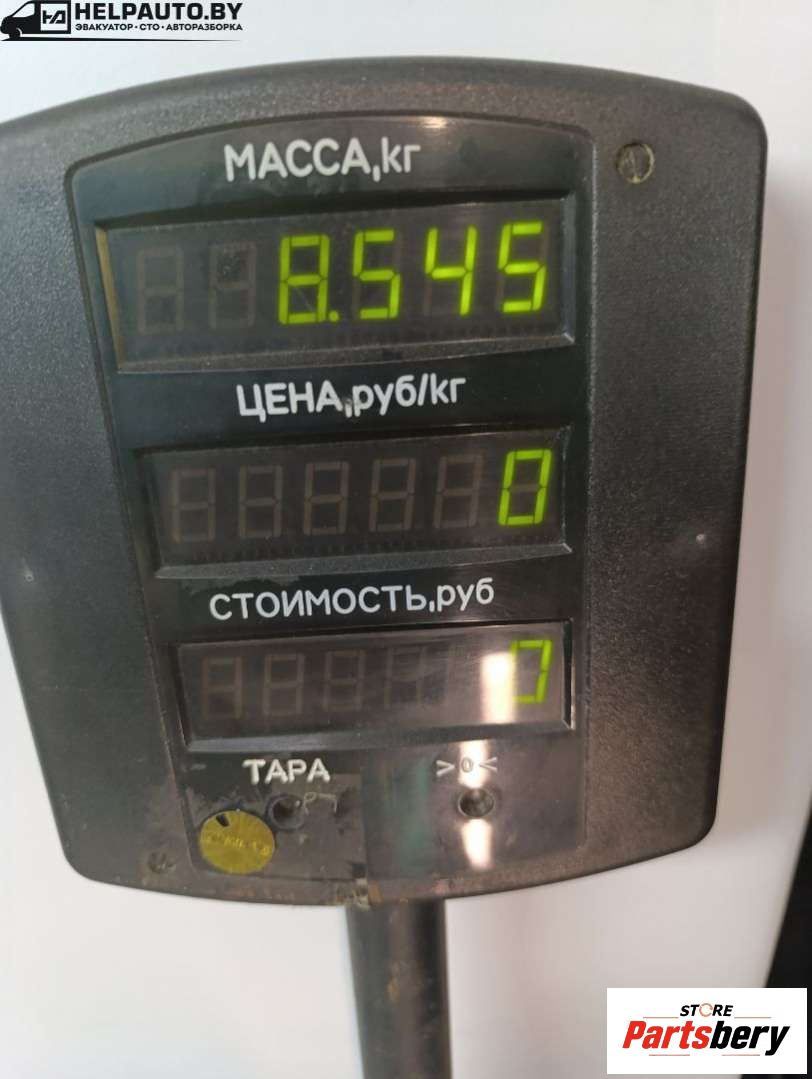 HELPAUTO.BY
ЭВАКУАТОР • СТО • АВТОРАЗБОРКА
МАССА,кг
8.545
ЦЕНА,руб/кг
0
СТОИМОСТЬ,руб
0
ТАРА >0<
STORE
Partsbery